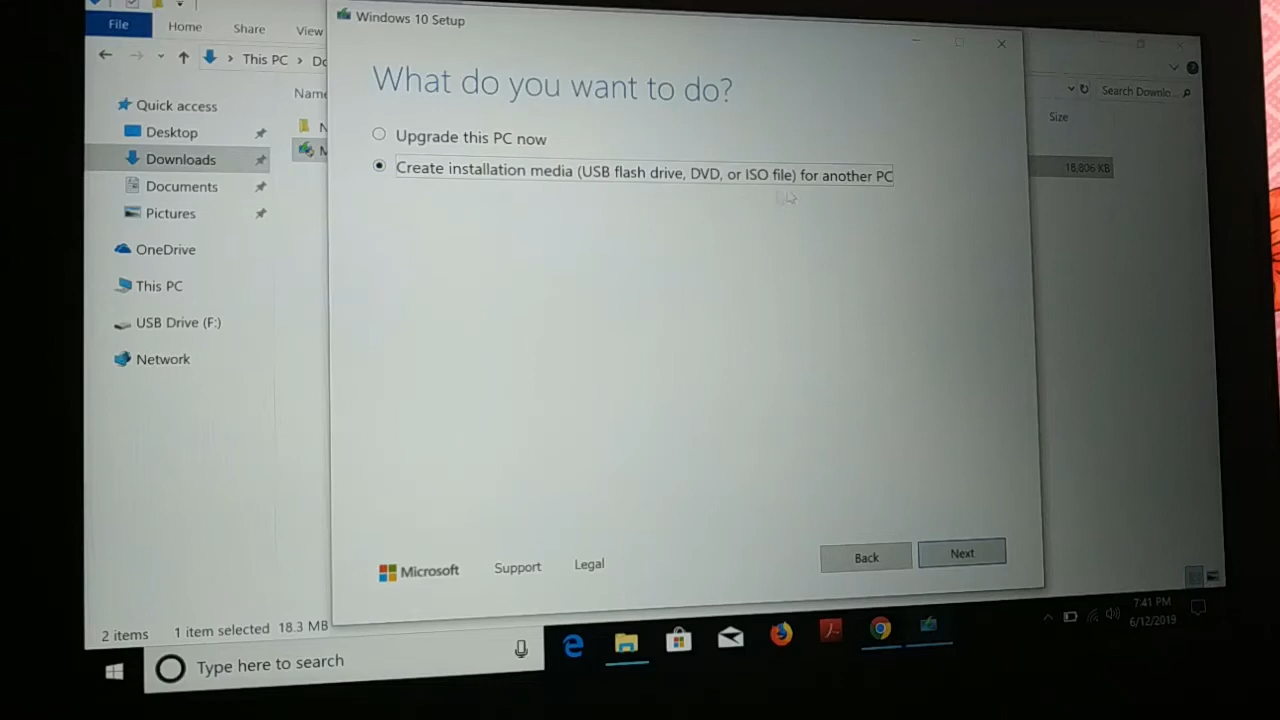 Windows 10 Setup
File Home Share View
This PC > Do
Search Downlo...
What do you want to do?
Name
Size
Quick access
Desktop
Downloads
Documents
Pictures
OneDrive
This PC
USB Drive (F:)
Network
N
M
18,806 KB
Upgrade this PC now
Create installation media (USB flash drive, DVD, or ISO file) for another PC
Microsoft Support Legal
Back Next
2 items 1 item selected 18.3 MB
Type here to search
7:41 PM
6/12/2019